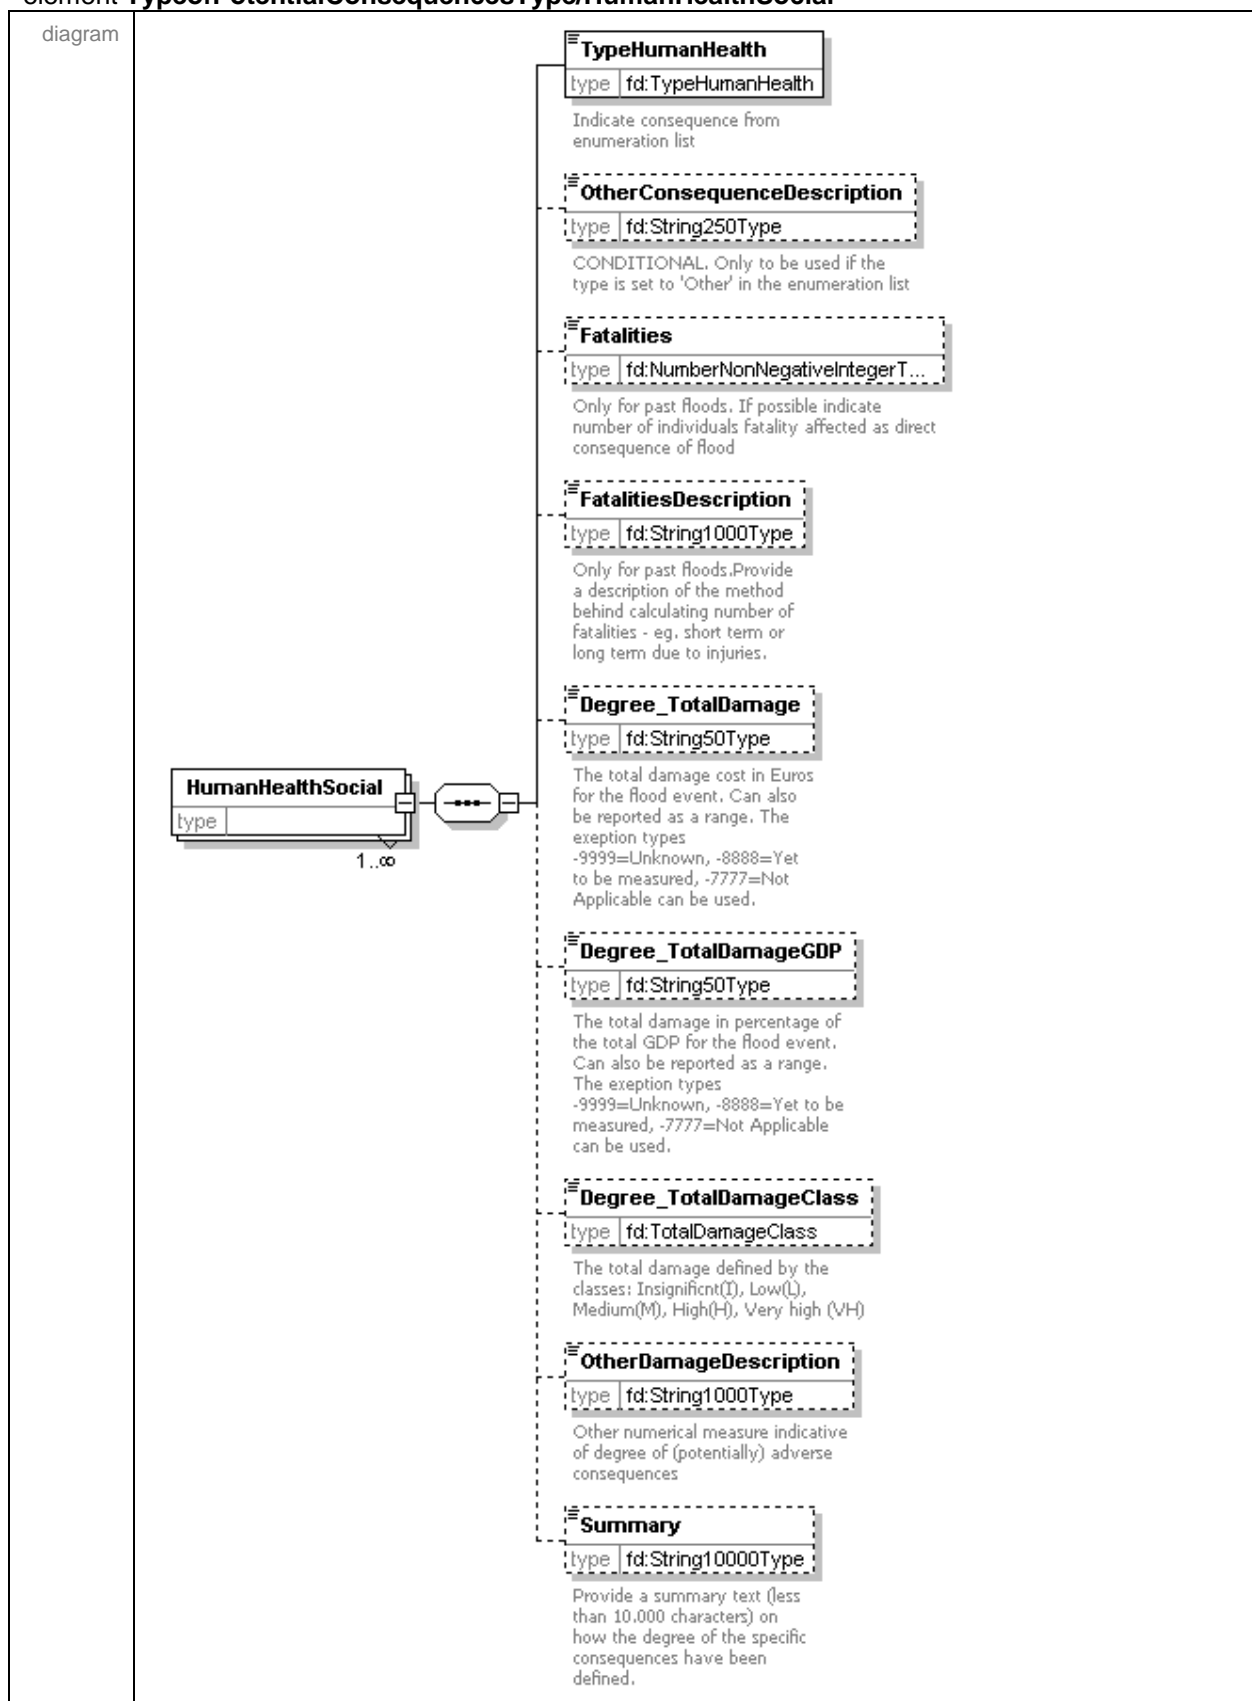 element TypeofPotentialConsequencesType/HumanHealthSocial
diagram
TypeHumanHealth
type fd:TypeHumanHealth
Indicate consequence from
enumeration list
OtherConsequenceDescription
type fd:String250Type
CONDITIONAL. Only to be used if the
type is set to 'Other' in the enumeration list
Fatalities
type fd:NumberNonNegativeIntegerT...
Only for past floods. If possible indicate
number of individuals fatality affected as direct
consequence of flood
FatalitiesDescription
type fd:String1000Type
Only for past floods.Provide
a description of the method
behind calculating number of
fatalities - eg. short term or
long term due to injuries.
Degree_TotalDamage
type fd:String50Type
The total damage cost in Euros
for the flood event. Can also
be reported as a range. The
exeption types
-9999=Unknown, -8888=Yet
to be measured, -7777=Not
Applicable can be used.
HumanHealthSocial
type
1..∞
Degree_TotalDamageGDP
type fd:String50Type
The total damage in percentage of
the total GDP for the flood event.
Can also be reported as a range.
The exeption types
-9999=Unknown, -8888=Yet to be
measured, -7777=Not Applicable
can be used.
Degree_TotalDamageClass
type fd:TotalDamageClass
The total damage defined by the
classes: Insignificnt(I), Low(L),
Medium(M), High(H), Very high (VH)
OtherDamageDescription
type fd:String1000Type
Other numerical measure indicative
of degree of (potentially) adverse
consequences
Summary
type fd:String10000Type
Provide a summary text (less
than 10.000 characters) on
how the degree of the specific
consequences have been
defined.